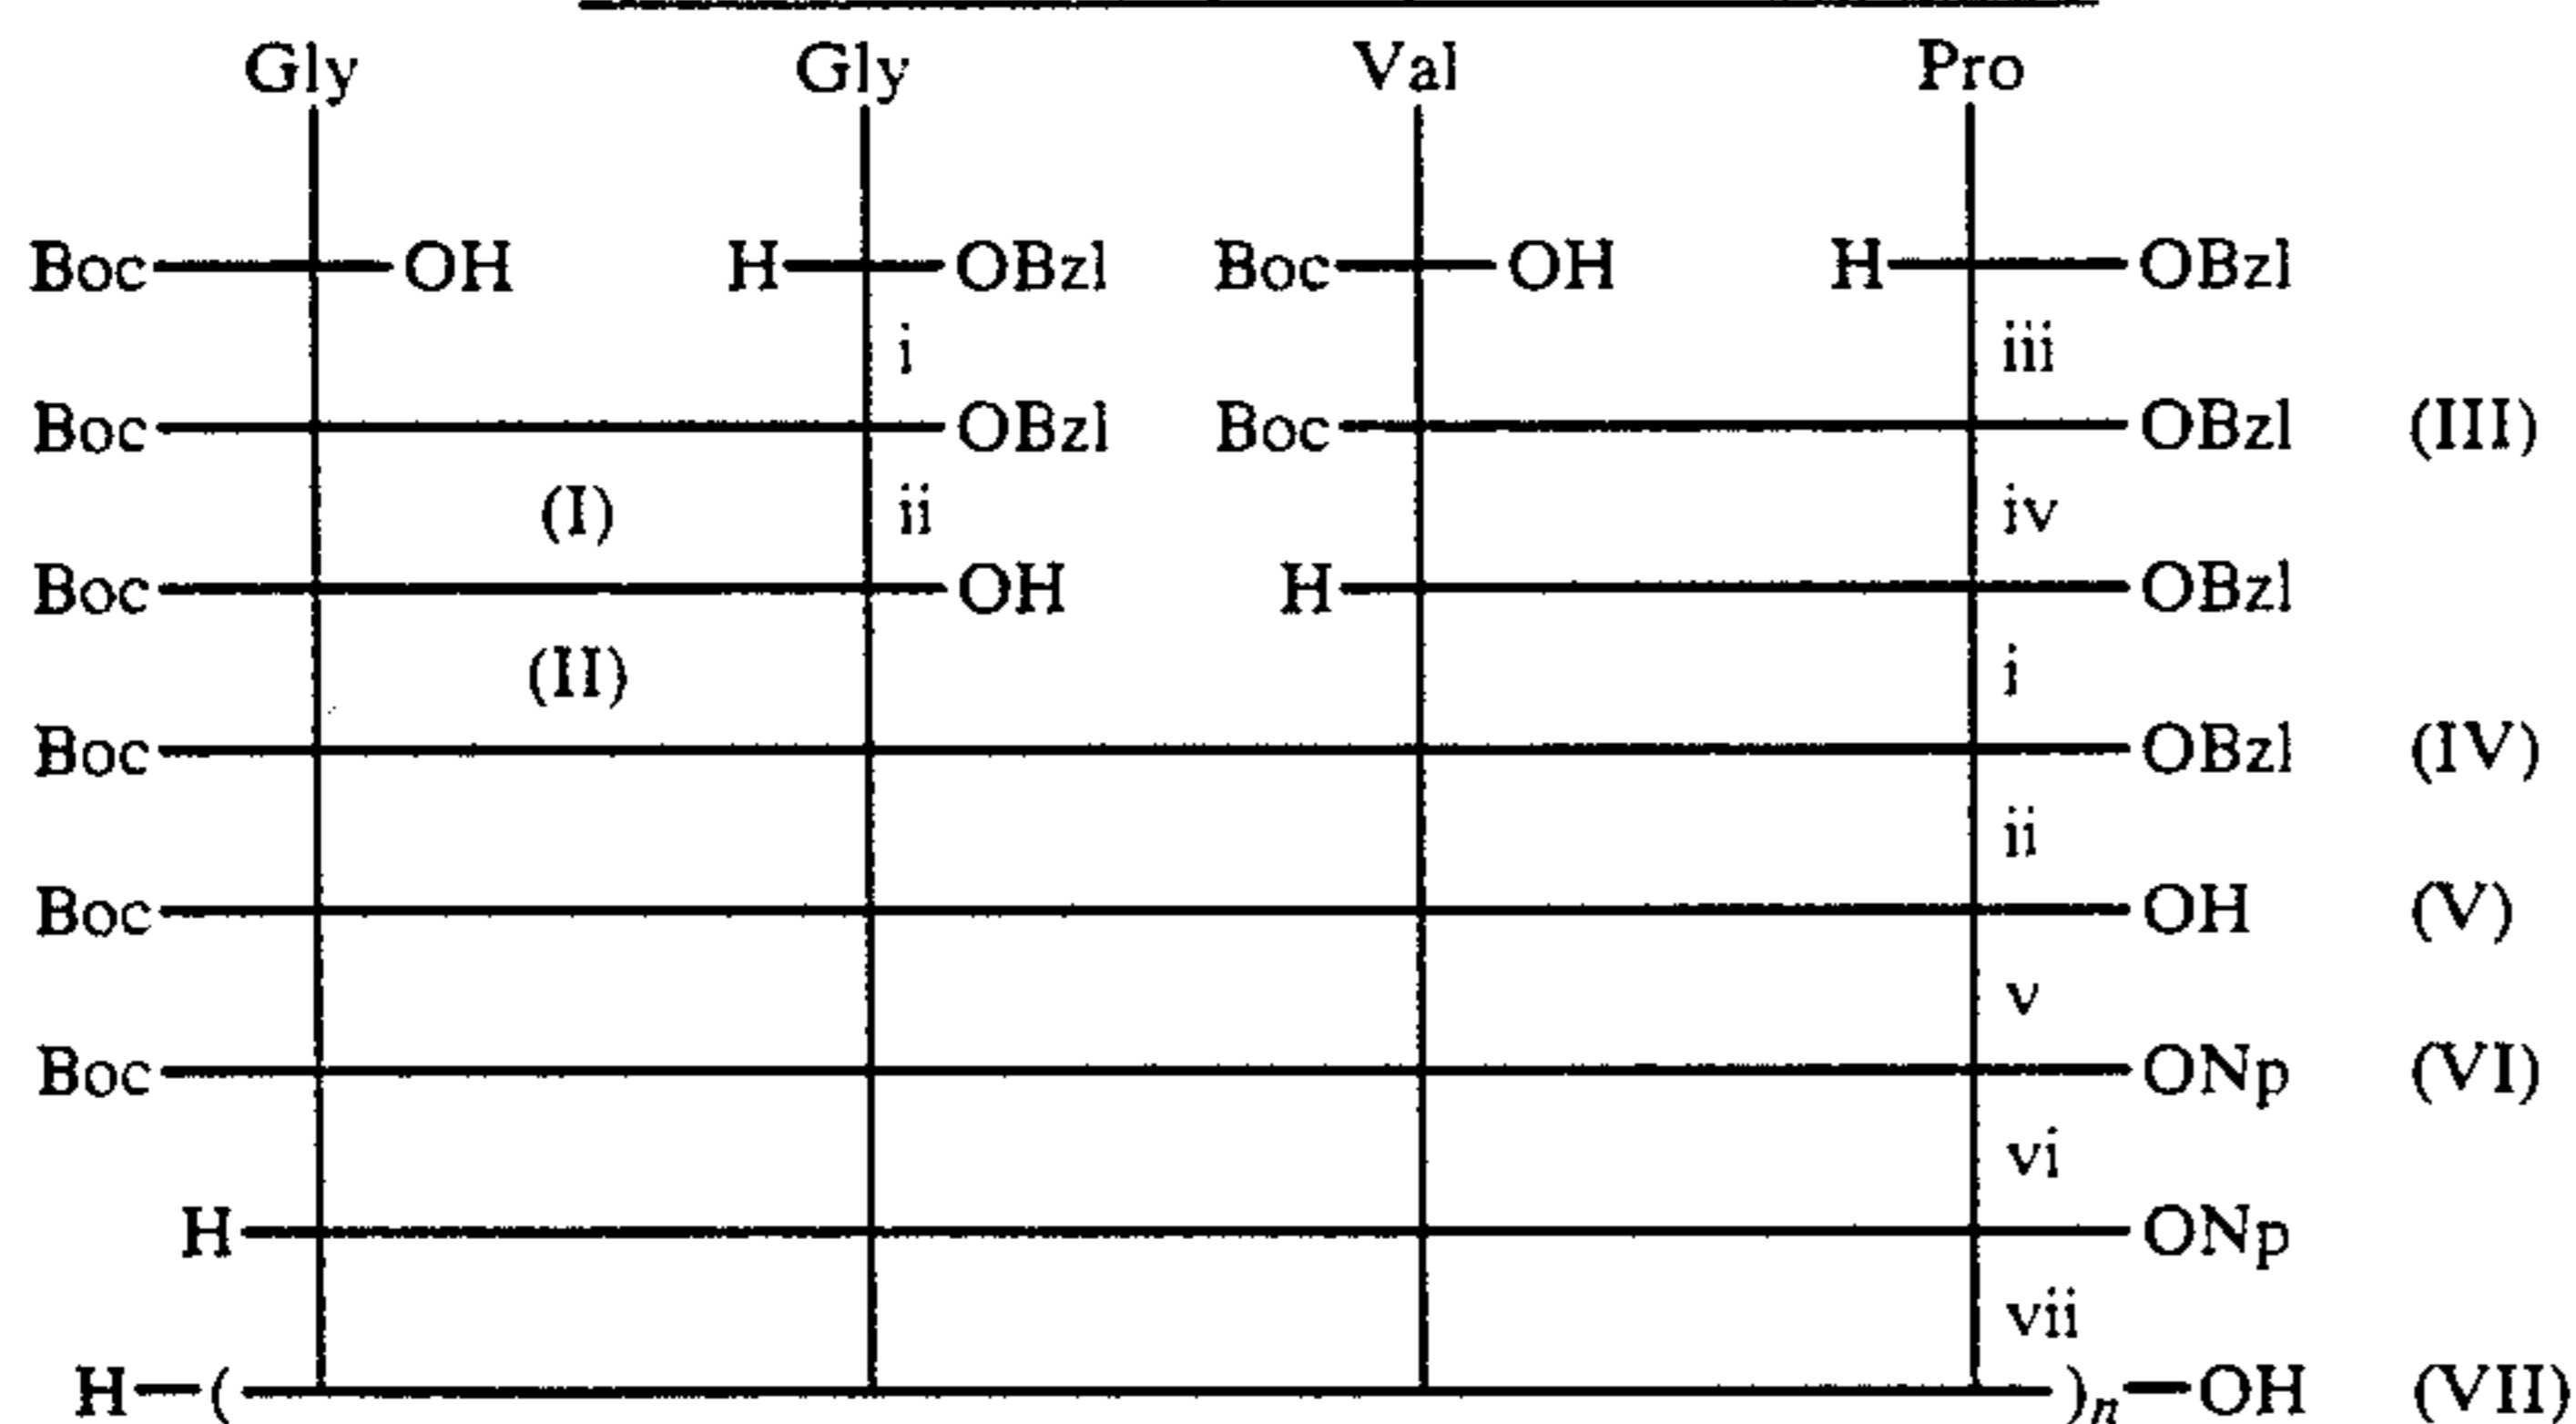 Gly Gly Val Pro
Boc OH H OBzl Boc OH H OBzl
i iii
Boc OBzl Boc OBzl (III)
(I) ii iv
Boc OH H OBzl
(II) i
Boc OBzl (IV)
ii
Boc OH (V)
v
Boc ONp (VI)
vi
H ONp
vii
H—( )n—OH (VII)